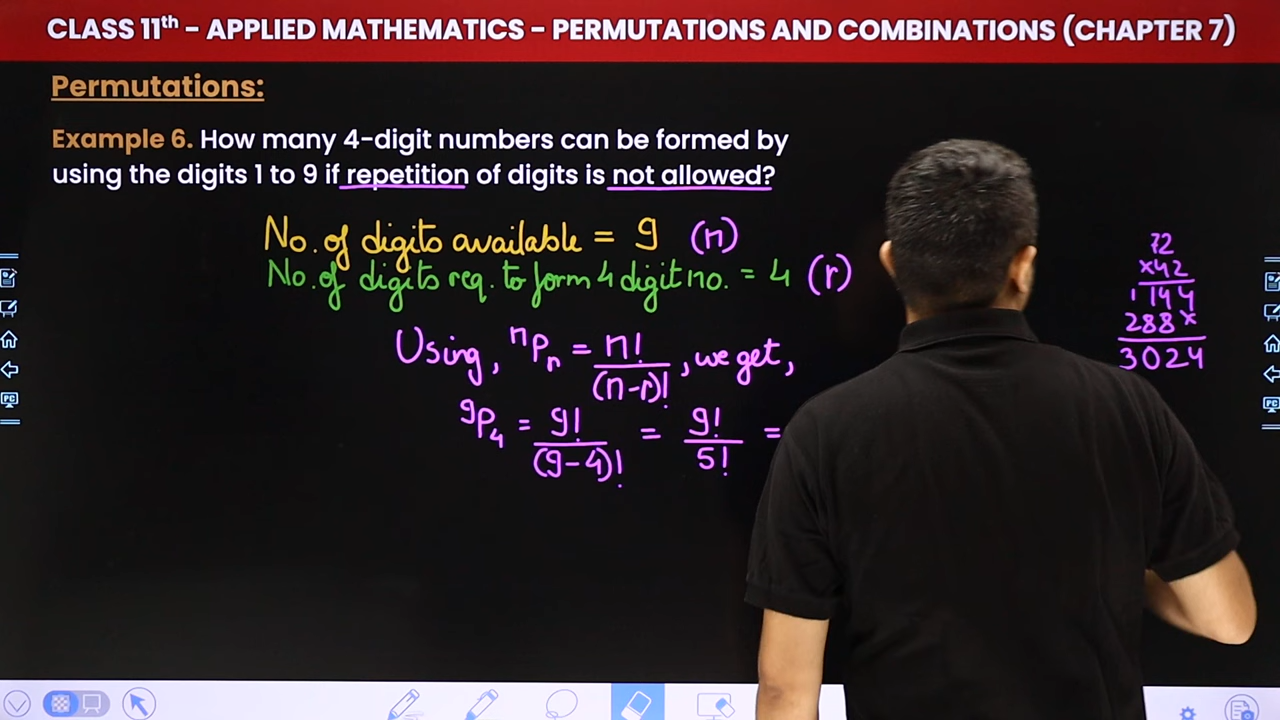 CLASS 11th - APPLIED MATHEMATICS - PERMUTATIONS AND COMBINATIONS (CHAPTER 7)
Permutations:
Example 6. How many 4-digit numbers can be formed by
using the digits 1 to 9 if repetition of digits is not allowed?
No. of digits available = 9 (n)
No. of digits req. to form 4 digit no. = 4 (r)
Using, ⁿPr = n!/(n-r)!, we get,
⁹P₄ = 9!/(9-4)! = 9!/5! =
72
×42
1144
288×
3024
PC
PC